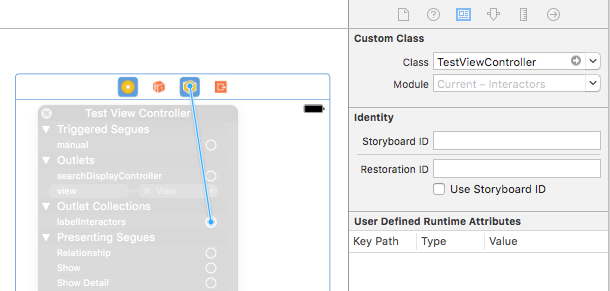 Test View Controller
Triggered Segues
manual
Outlets
searchDisplayController
view
View
Outlet Collections
labelInteractors
Presenting Segues
Relationship
Show
Show Detail
Custom Class
Class TestViewController
Module Current – Interactors
Identity
Storyboard ID
Restoration ID
Use Storyboard ID
User Defined Runtime Attributes
Key Path Type Value